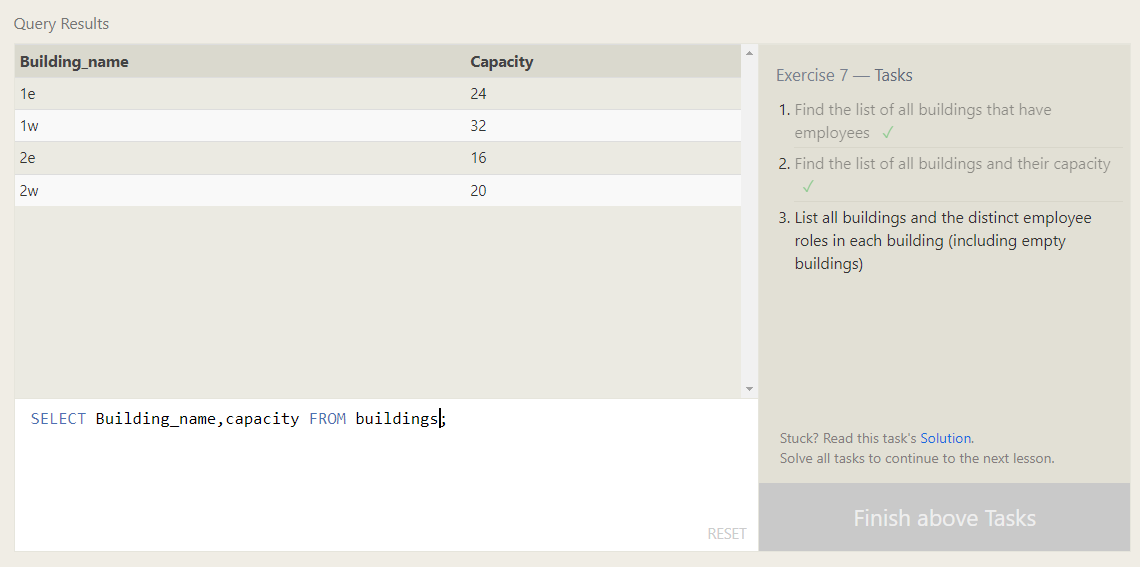 Query Results
Building_name Capacity
1e 24
1w 32
2e 16
2w 20
SELECT Building_name,capacity FROM buildings;
RESET
Exercise 7 — Tasks
1. Find the list of all buildings that have
employees ✓
2. Find the list of all buildings and their capacity
✓
3. List all buildings and the distinct employee
roles in each building (including empty
buildings)
Stuck? Read this task's Solution.
Solve all tasks to continue to the next lesson.
Finish above Tasks